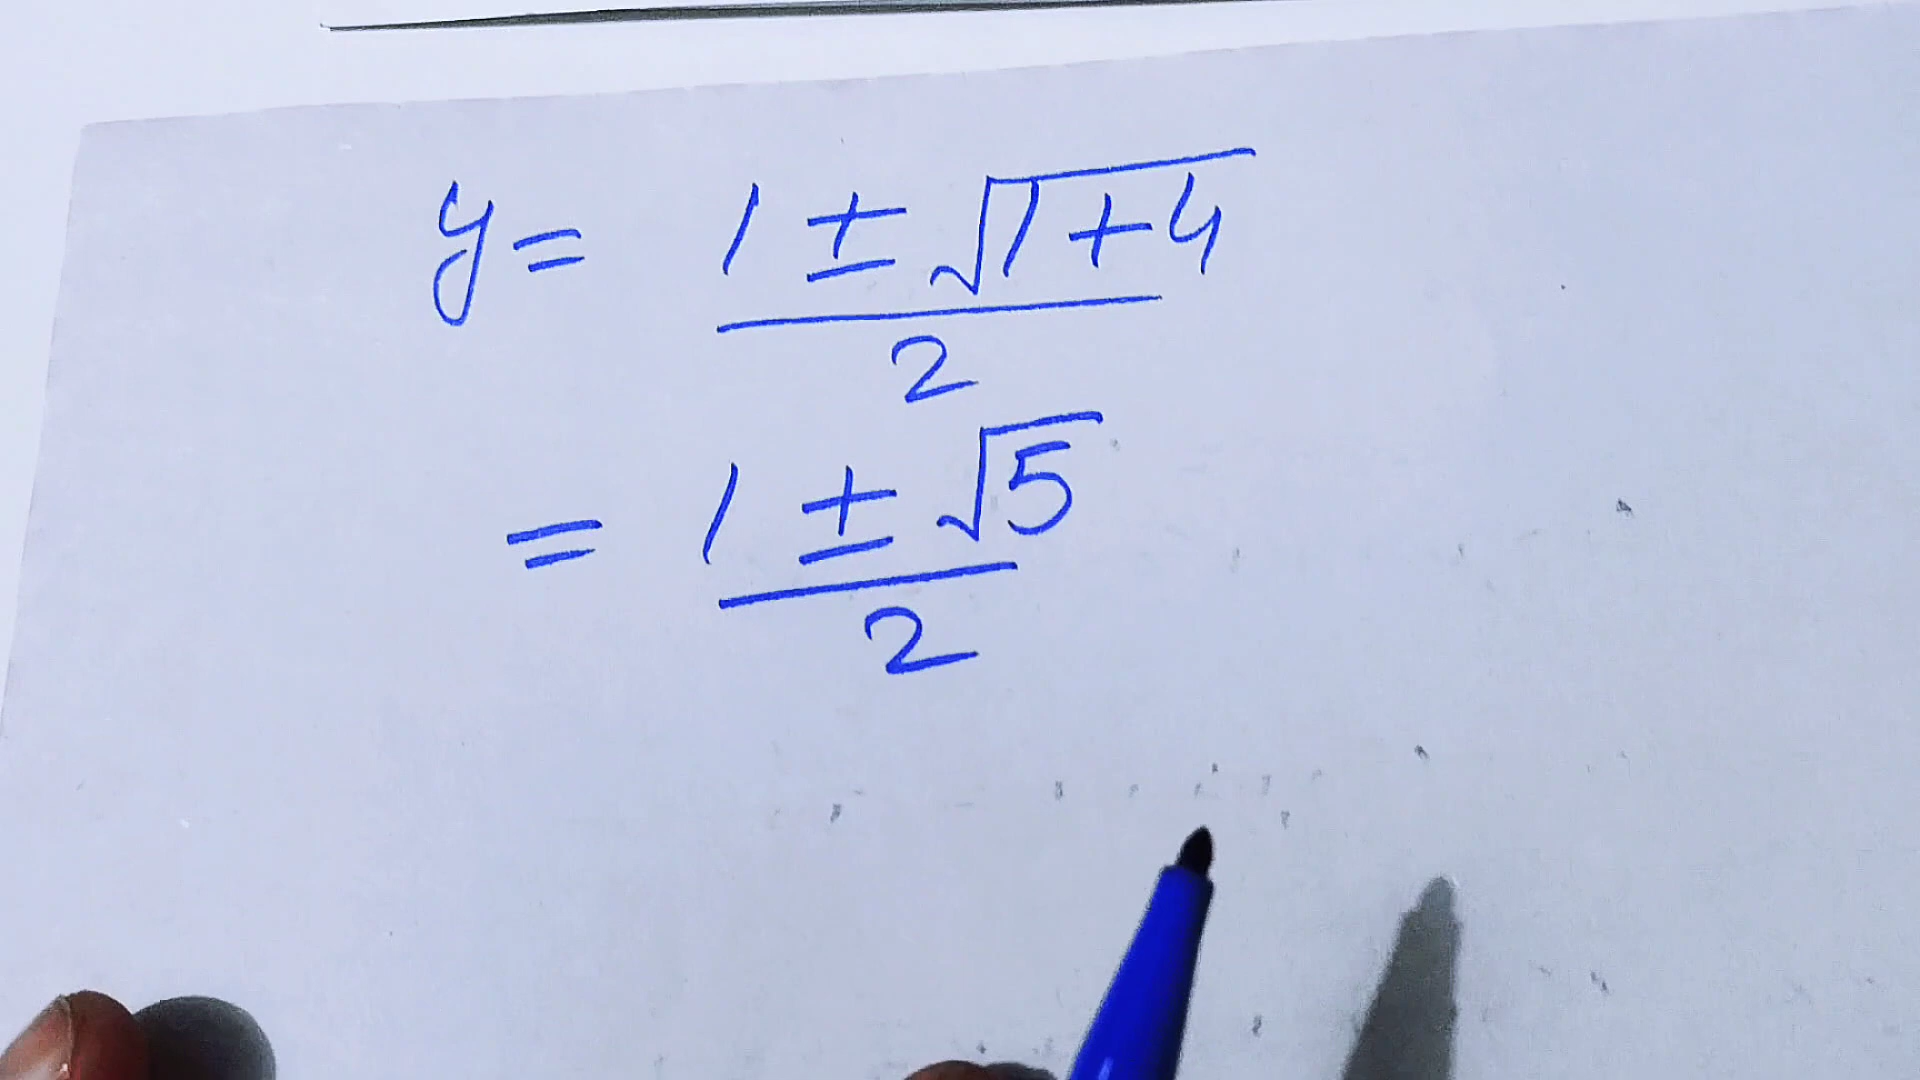 y = (1 ± √(1+4))/2
= (1 ± √5)/2